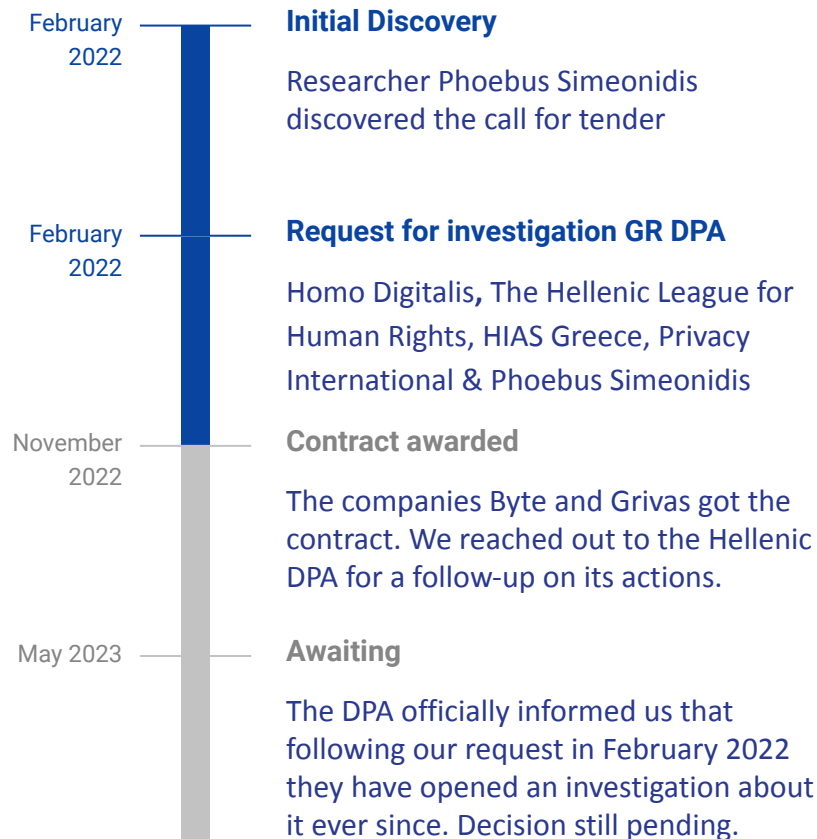 February
2022
Initial Discovery
Researcher Phoebus Simeonidis
discovered the call for tender
February
2022
Request for investigation GR DPA
Homo Digitalis, The Hellenic League for
Human Rights, HIAS Greece, Privacy
International & Phoebus Simeonidis
November
2022
Contract awarded
The companies Byte and Grivas got the
contract. We reached out to the Hellenic
DPA for a follow-up on its actions.
May 2023
Awaiting
The DPA officially informed us that
following our request in February 2022
they have opened an investigation about
it ever since. Decision still pending.